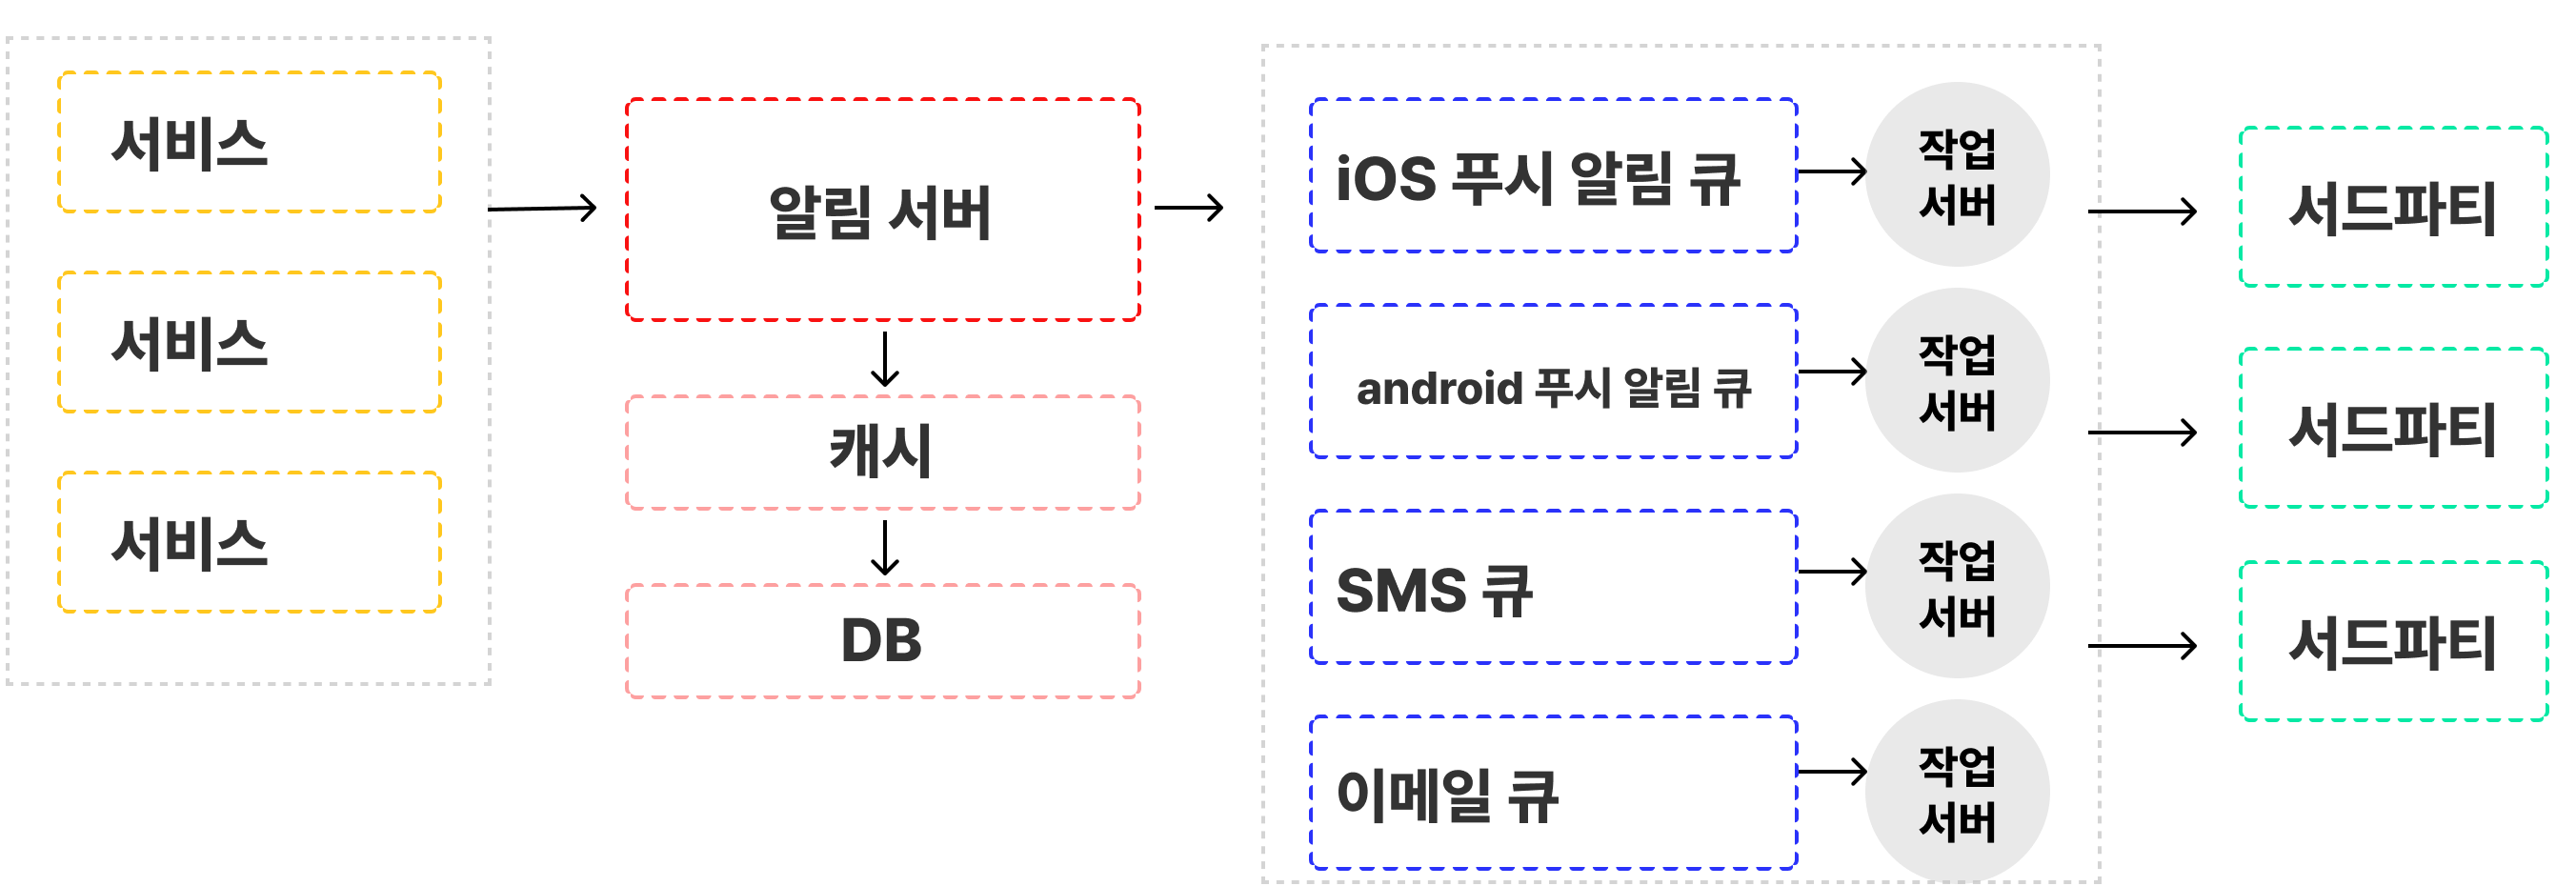 서비스
서비스
서비스
알림 서버
캐시
DB
iOS 푸시 알림 큐
작업
서버
android 푸시 알림 큐
작업
서버
SMS 큐
작업
서버
이메일 큐
작업
서버
서드파티
서드파티
서드파티